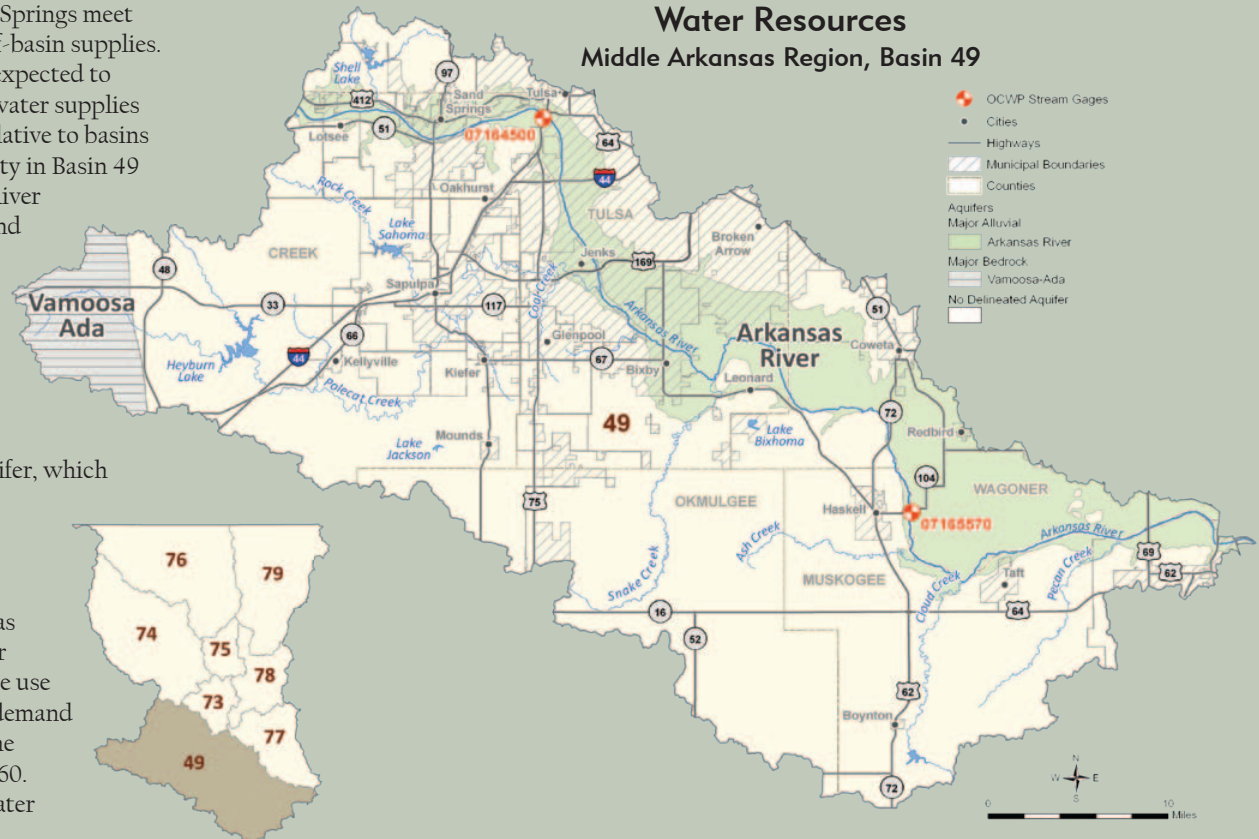 Springs meet
-basin supplies.
expected to
water supplies
lative to basins
ty in Basin 49
iver
nd
ifer, which
as
r
e use
demand
ne
60.
ater
Water Resources
Middle Arkansas Region, Basin 49
OCWP Stream Gages
Cities
Highways
Municipal Boundaries
Counties
Aquifers
Major Alluvial
Arkansas River
Major Bedrock
Vamoosa-Ada
No Delineated Aquifer
Shell
Lake
97
412
Sand
Springs
Tulsa
51
Lotsee
07164500
64
44
Rock Creek
Oakhurst
TULSA
Lake
Sahoma
CREEK
Broken
Arrow
Jenks
169
48
Sapulpa
Coal Creek
Vamoosa
Ada
33
117
Arkansas River
51
66
Glenpool
Arkansas
River
Coweta
44
Kellyville
Heyburn
Lake
Kiefer
67
Bixby
Leonard
Polecat Creek
72
49
Lake
Bixhoma
Redbird
Mounds
Lake
Jackson
104
75
OKMULGEE
WAGONER
Haskell
07165570
Ash Creek
Arkansas River
69
62
Snake Creek
MUSKOGEE
Cloud Creek
Taft
Pecan Creek
16
64
52
62
Boynton
72
76
79
74
75
78
73
77
49
N
W
E
S
0
10
Miles